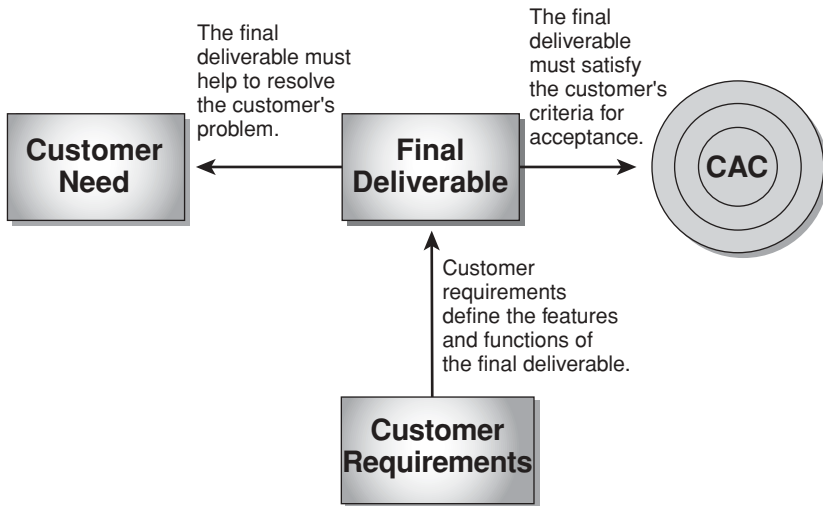 The final
deliverable must
help to resolve
the customer's
problem.
The final
deliverable
must satisfy
the customer's
criteria for
acceptance.
Customer
Need
Final
Deliverable
CAC
Customer
requirements
define the features
and functions of
the final deliverable.
Customer
Requirements